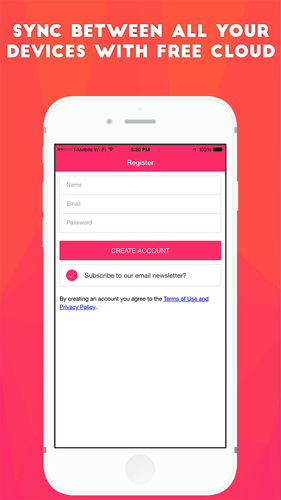 SYNC BETWEEN ALL YOUR
DEVICES WITH FREE CLOUD
T-Mobile Wi-Fi 5:20 PM 100%
Register
Name
Email
Password
CREATE ACCOUNT
Subscribe to our email newsletter?
By creating an account you agree to the Terms of Use and
Privacy Policy.